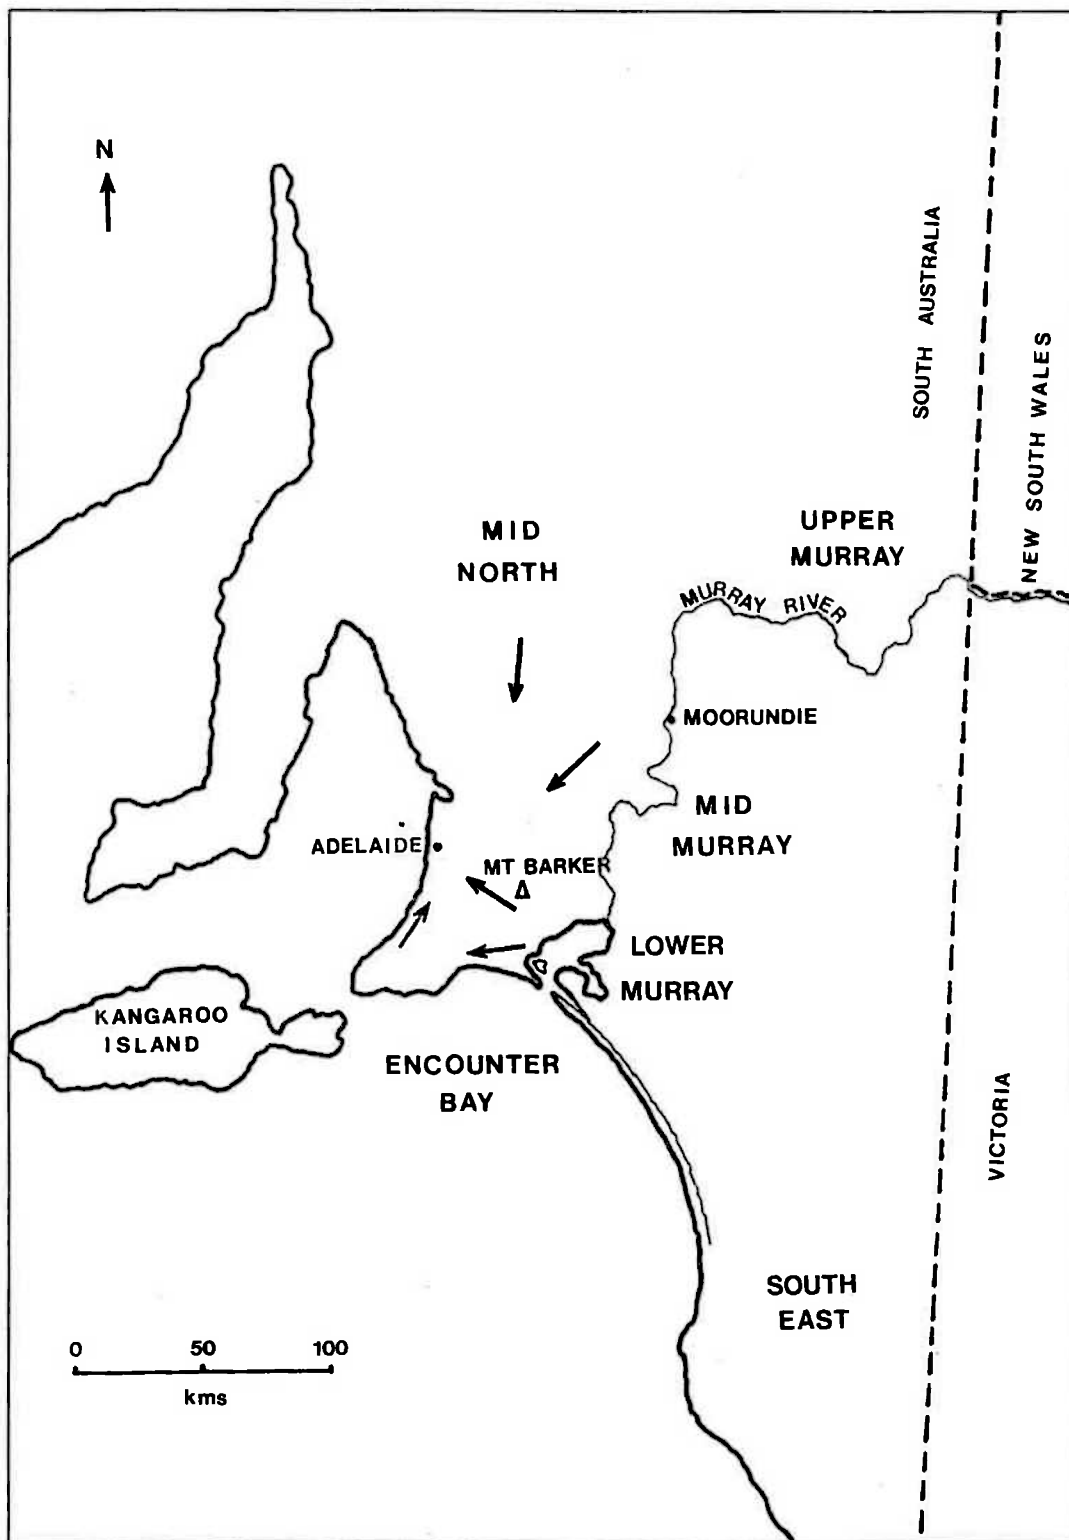 N
SOUTH AUSTRALIA
NEW SOUTH WALES
UPPER
MURRAY
MID
NORTH
MURRAY RIVER
MOORUNDIE
MID
MURRAY
ADELAIDE
MT BARKER
LOWER
MURRAY
KANGAROO
ISLAND
ENCOUNTER
BAY
VICTORIA
SOUTH
EAST
0 50 100
kms